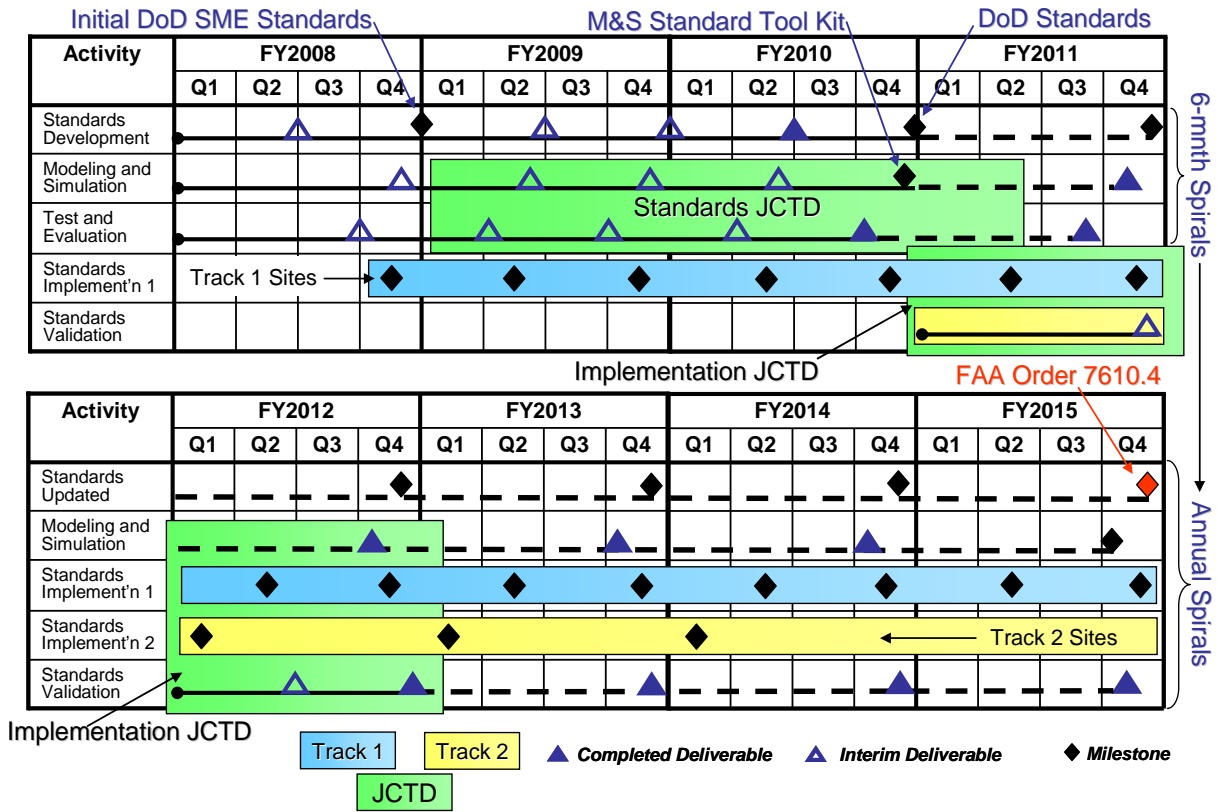 Initial DoD SME Standards
M&S Standard Tool Kit
DoD Standards
Activity FY2008 FY2009 FY2010 FY2011
Q1 Q2 Q3 Q4 Q1 Q2 Q3 Q4 Q1 Q2 Q3 Q4 Q1 Q2 Q3 Q4
Standards
Development
Modeling and
Simulation
Standards JCTD
Test and
Evaluation
Standards
Implement'n 1
Track 1 Sites
Standards
Validation
6-mnth Spirals
Implementation JCTD
FAA Order 7610.4
Activity FY2012 FY2013 FY2014 FY2015
Q1 Q2 Q3 Q4 Q1 Q2 Q3 Q4 Q1 Q2 Q3 Q4 Q1 Q2 Q3 Q4
Standards
Updated
Modeling and
Simulation
Standards
Implement'n 1
Standards
Implement'n 2
Track 2 Sites
Standards
Validation
Annual Spirals
Implementation JCTD
Track 1
Track 2
Completed Deliverable
Interim Deliverable
Milestone
JCTD